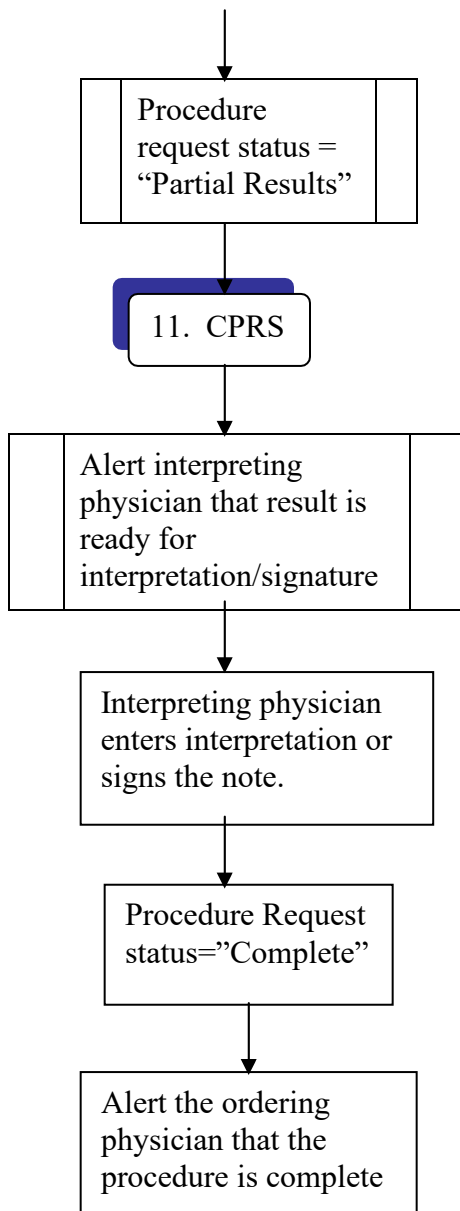 Procedure
request status =
“Partial Results”
11. CPRS
Alert interpreting
physician that result is
ready for
interpretation/signature
Interpreting physician
enters interpretation or
signs the note.
Procedure Request
status=”Complete”
Alert the ordering
physician that the
procedure is complete